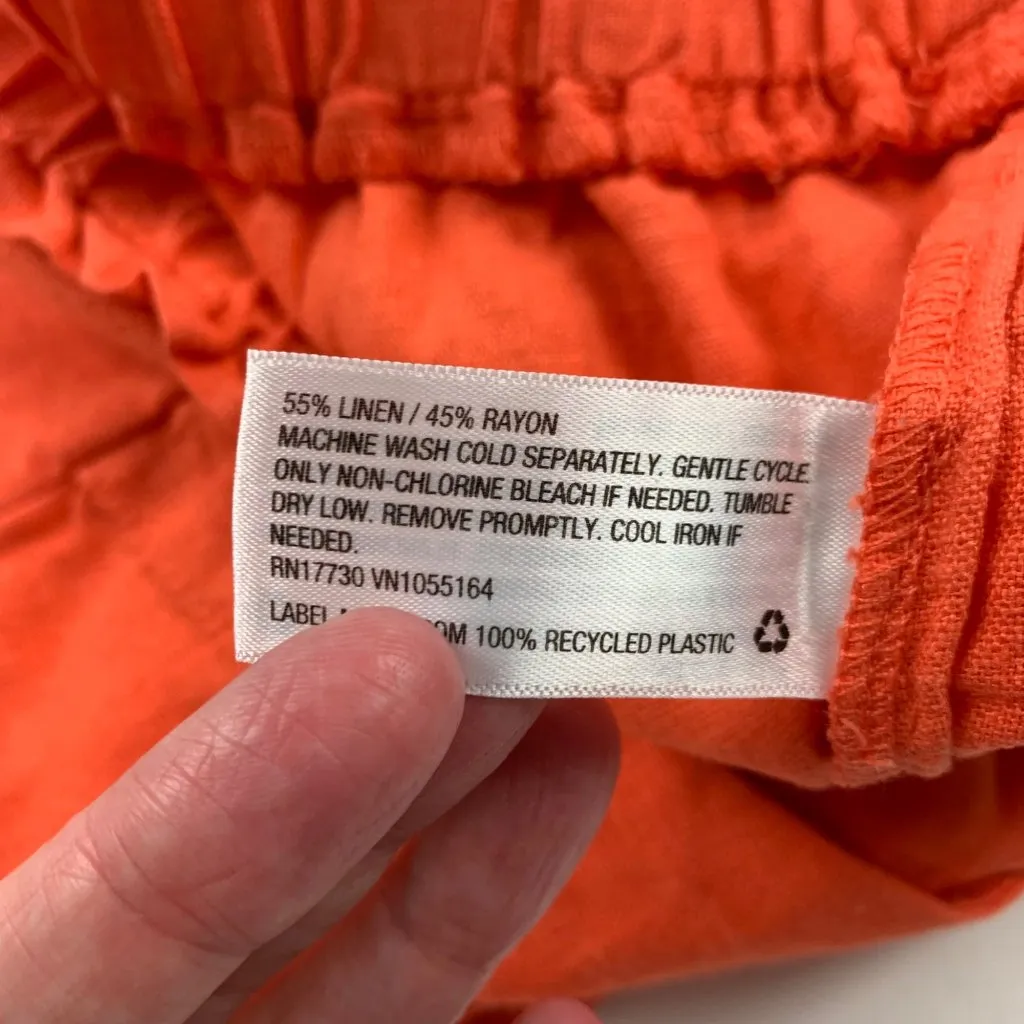 55% LINEN / 45% RAYON
MACHINE WASH COLD SEPARATELY. GENTLE CYCLE.
ONLY NON-CHLORINE BLEACH IF NEEDED. TUMBLE
DRY LOW. REMOVE PROMPTLY. COOL IRON IF
NEEDED.
RN17730 VN1055164
LABEL 100% RECYCLED PLASTIC